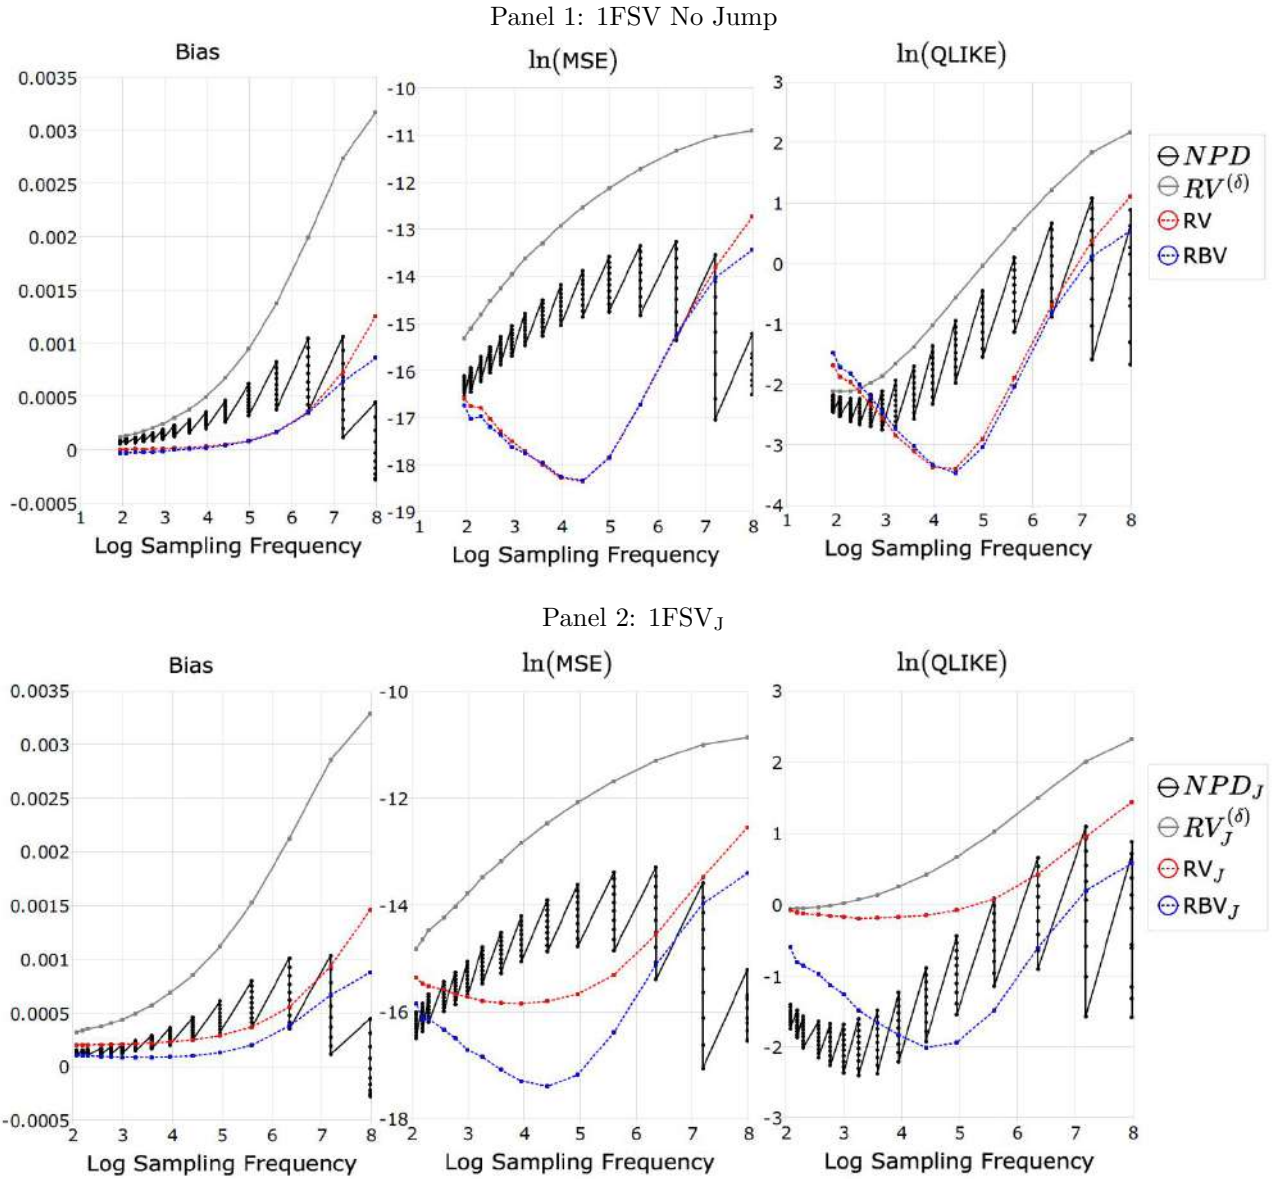 Panel 1: 1FSV No Jump
Bias
ln(MSE)
ln(QLIKE)
0.0035
0.003
0.0025
0.002
0.0015
0.001
0.0005
0
-0.0005
1 2 3 4 5 6 7 8
Log Sampling Frequency
-10
-11
-12
-13
-14
-15
-16
-17
-18
-19
1 2 3 4 5 6 7 8
Log Sampling Frequency
3
2
1
0
-1
-2
-3
-4
1 2 3 4 5 6 7 8
Log Sampling Frequency
NPD
RV^(δ)
RV
RBV
Panel 2: 1FSV_J
Bias
ln(MSE)
ln(QLIKE)
0.0035
0.003
0.0025
0.002
0.0015
0.001
0.0005
0
-0.0005
2 3 4 5 6 7 8
Log Sampling Frequency
-10
-12
-14
-16
-18
2 3 4 5 6 7 8
Log Sampling Frequency
3
2
1
0
-1
-2
-3
2 3 4 5 6 7 8
Log Sampling Frequency
NPD_J
RV_J^(δ)
RV_J
RBV_J